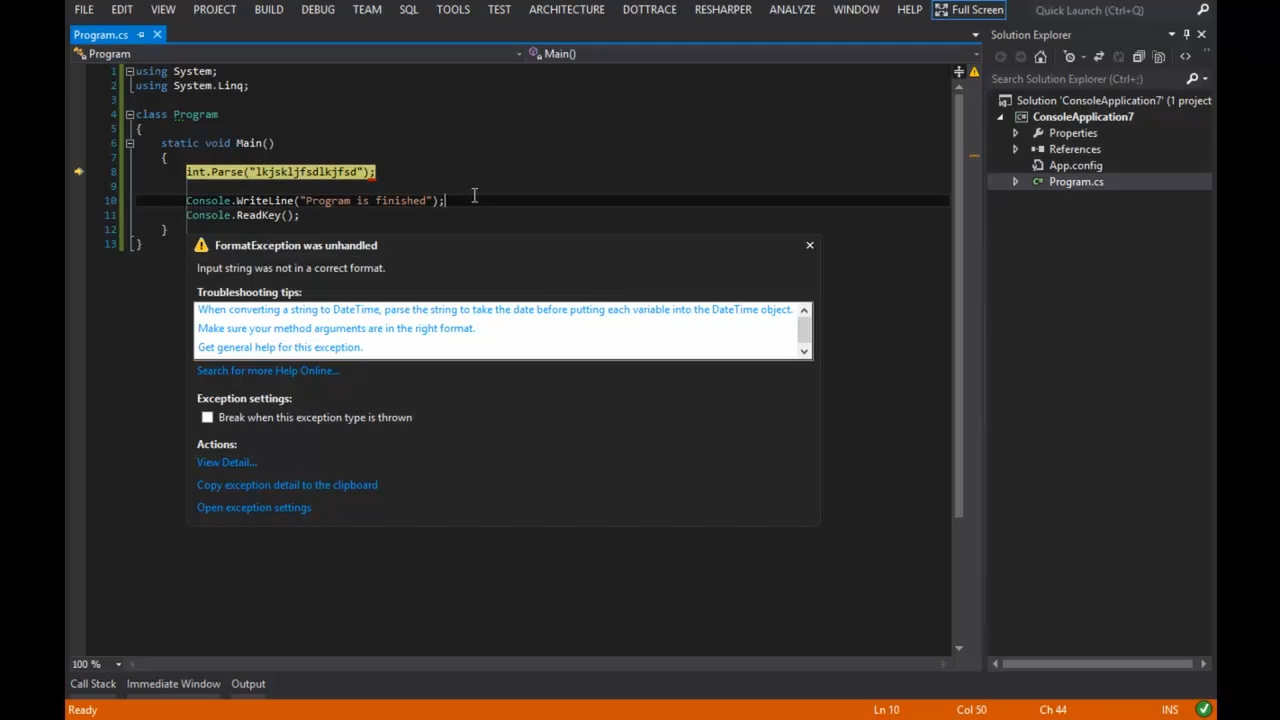 FILE EDIT VIEW PROJECT BUILD DEBUG TEAM SQL TOOLS TEST ARCHITECTURE DOTTRACE RESHARPER ANALYZE WINDOW HELP Full Screen Quick Launch (Ctrl+Q)
Program.cs
Solution Explorer
Program
Main()
Search Solution Explorer (Ctrl+;)
1 using System;
2 using System.Linq;
3
4 class Program
5 {
6 static void Main()
7 {
8 int.Parse("lkjskljfsdlkjfsd");
9
10 Console.WriteLine("Program is finished");
11 Console.ReadKey();
12 }
13 }
FormatException was unhandled
Input string was not in a correct format.
Troubleshooting tips:
When converting a string to DateTime, parse the string to take the date before putting each variable into the DateTime object.
Make sure your method arguments are in the right format.
Get general help for this exception.
Search for more Help Online...
Exception settings:
Break when this exception type is thrown
Actions:
View Detail...
Copy exception detail to the clipboard
Open exception settings
Solution 'ConsoleApplication7' (1 project
ConsoleApplication7
Properties
References
App.config
C# Program.cs
100 %
Call Stack Immediate Window Output
Ready Ln 10 Col 50 Ch 44 INS